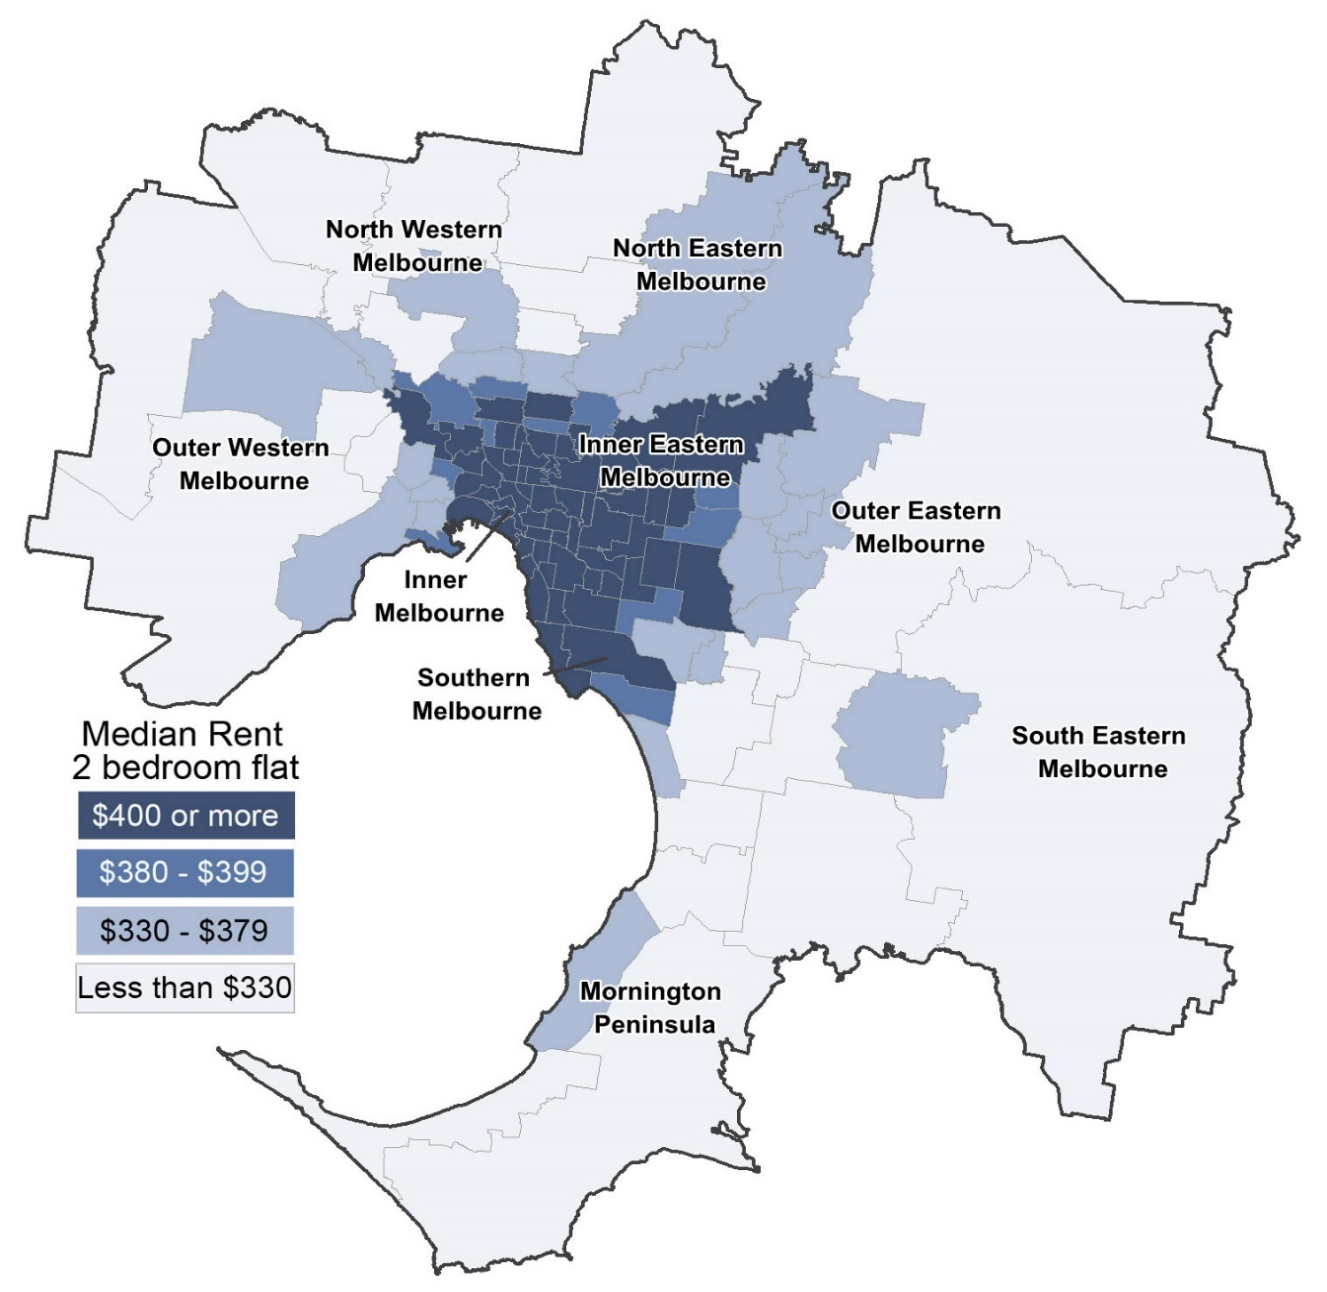 North Western
Melbourne
North Eastern
Melbourne
Outer Western
Melbourne
Inner Eastern
Melbourne
Outer Eastern
Melbourne
Inner
Melbourne
Southern
Melbourne
South Eastern
Melbourne
Median Rent
2 bedroom flat
$400 or more
$380 - $399
$330 - $379
Less than $330
Mornington
Peninsula